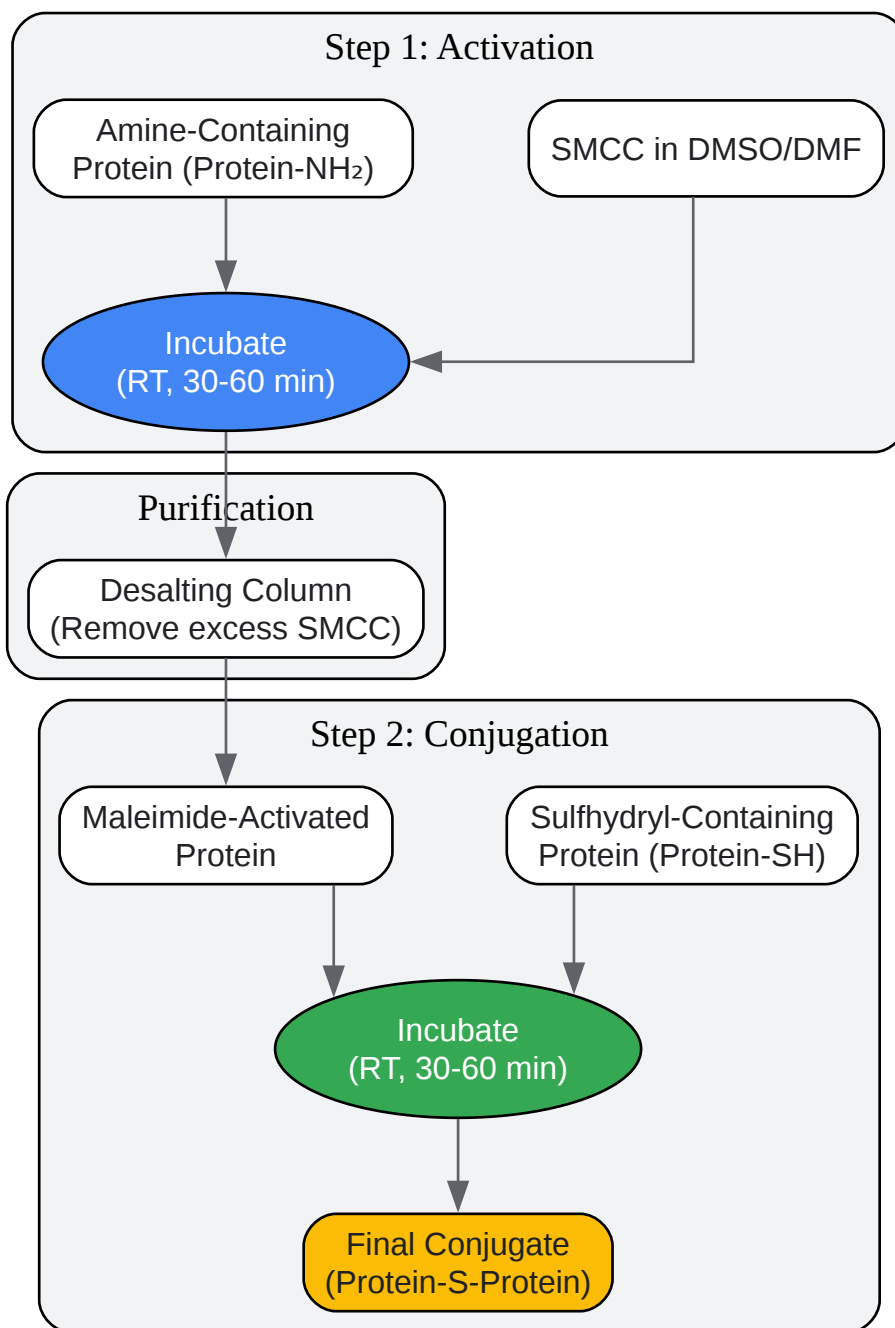 Step 1: Activation
Amine-Containing
Protein (Protein-NH₂)
SMCC in DMSO/DMF
Incubate
(RT, 30-60 min)
Purification
Desalting Column
(Remove excess SMCC)
Step 2: Conjugation
Maleimide-Activated
Protein
Sulfhydryl-Containing
Protein (Protein-SH)
Incubate
(RT, 30-60 min)
Final Conjugate
(Protein-S-Protein)